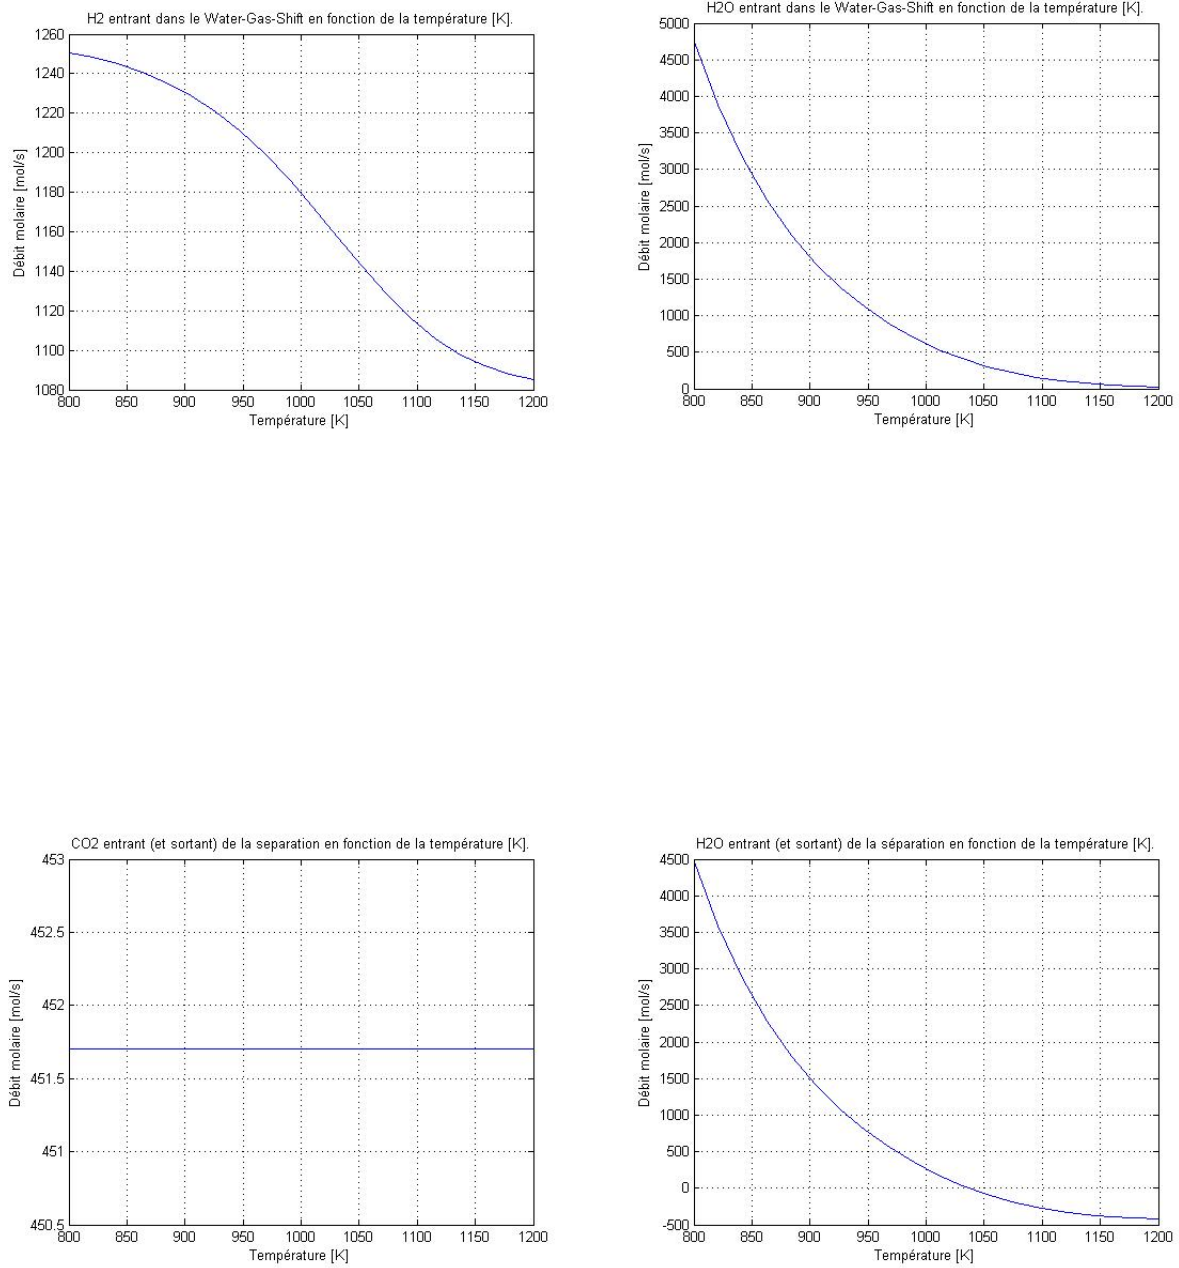 H2 entrant dans le Water-Gas-Shift en fonction de la température [K].
1260
1240
1220
1200
1180
1160
1140
1120
1100
1080
Débit molaire [mol/s]
800 850 900 950 1000 1050 1100 1150 1200
Température [K]
H2O entrant dans le Water-Gas-Shift en fonction de la température [K].
5000
4500
4000
3500
3000
2500
2000
1500
1000
500
0
Débit molaire [mol/s]
800 850 900 950 1000 1050 1100 1150 1200
Température [K]
CO2 entrant (et sortant) de la separation en fonction de la température [K].
453
452.5
452
451.5
451
450.5
Débit molaire [mol/s]
800 850 900 950 1000 1050 1100 1150 1200
Température [K]
H2O entrant (et sortant) de la séparation en fonction de la température [K].
4500
4000
3500
3000
2500
2000
1500
1000
500
0
-500
Débit molaire [mol/s]
800 850 900 950 1000 1050 1100 1150 1200
Température [K]